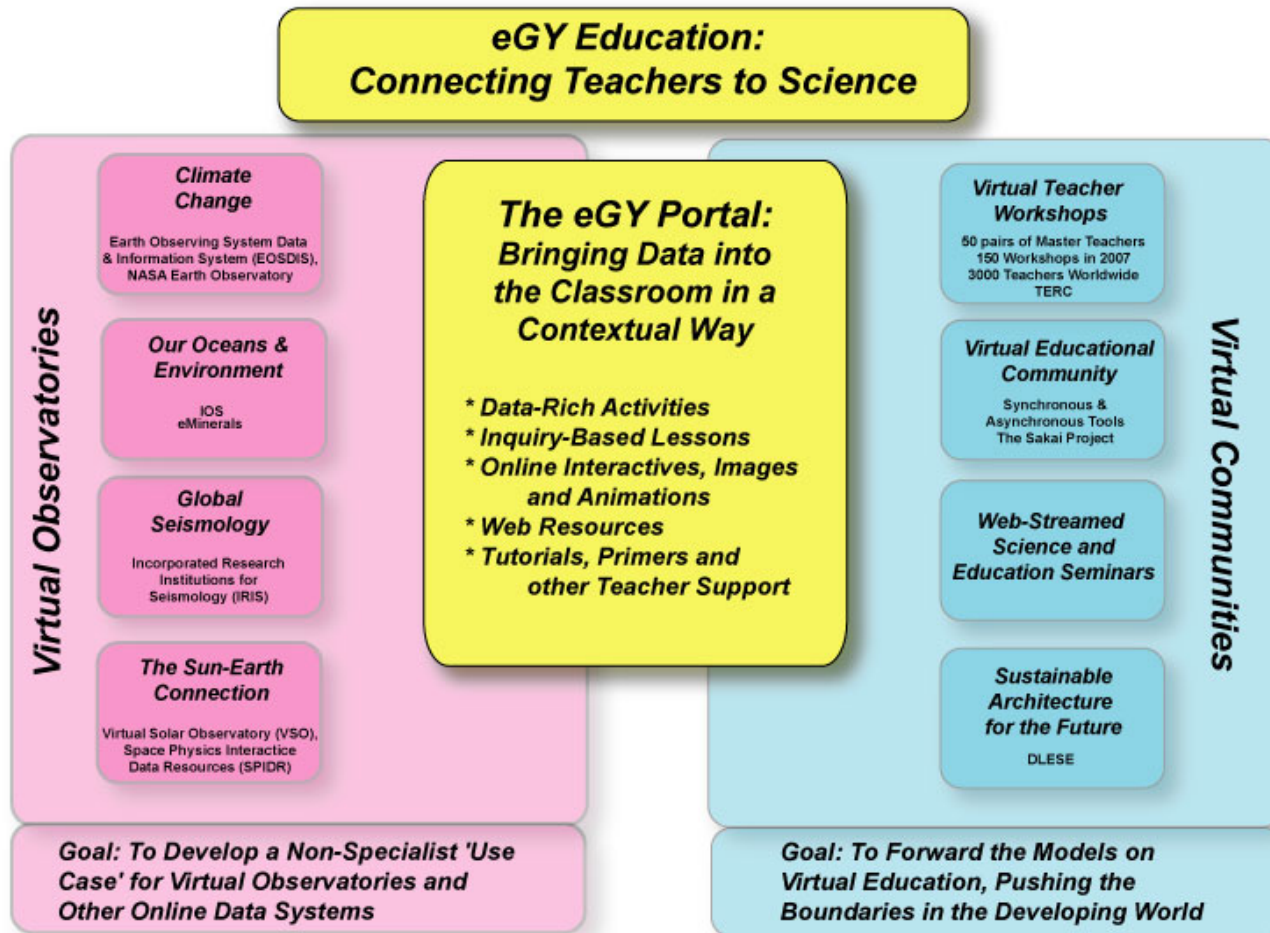 eGY Education:
Connecting Teachers to Science
Virtual Observatories
Climate
Change
Earth Observing System Data
& Information System (EOSDIS),
NASA Earth Observatory
Our Oceans &
Environment
IOS
eMinerals
Global
Seismology
Incorporated Research
Institutions for
Seismology (IRIS)
The Sun-Earth
Connection
Virtual Solar Observatory (VSO),
Space Physics Interactice
Data Resources (SPIDR)
Goal: To Develop a Non-Specialist 'Use
Case' for Virtual Observatories and
Other Online Data Systems
The eGY Portal:
Bringing Data into
the Classroom in a
Contextual Way
* Data-Rich Activities
* Inquiry-Based Lessons
* Online Interactives, Images
and Animations
* Web Resources
* Tutorials, Primers and
other Teacher Support
Virtual Teacher
Workshops
50 pairs of Master Teachers
150 Workshops in 2007
3000 Teachers Worldwide
TERC
Virtual Educational
Community
Synchronous &
Asynchronous Tools
The Sakai Project
Web-Streamed
Science and
Education Seminars
Sustainable
Architecture
for the Future
DLESE
Virtual Communities
Goal: To Forward the Models on
Virtual Education, Pushing the
Boundaries in the Developing World